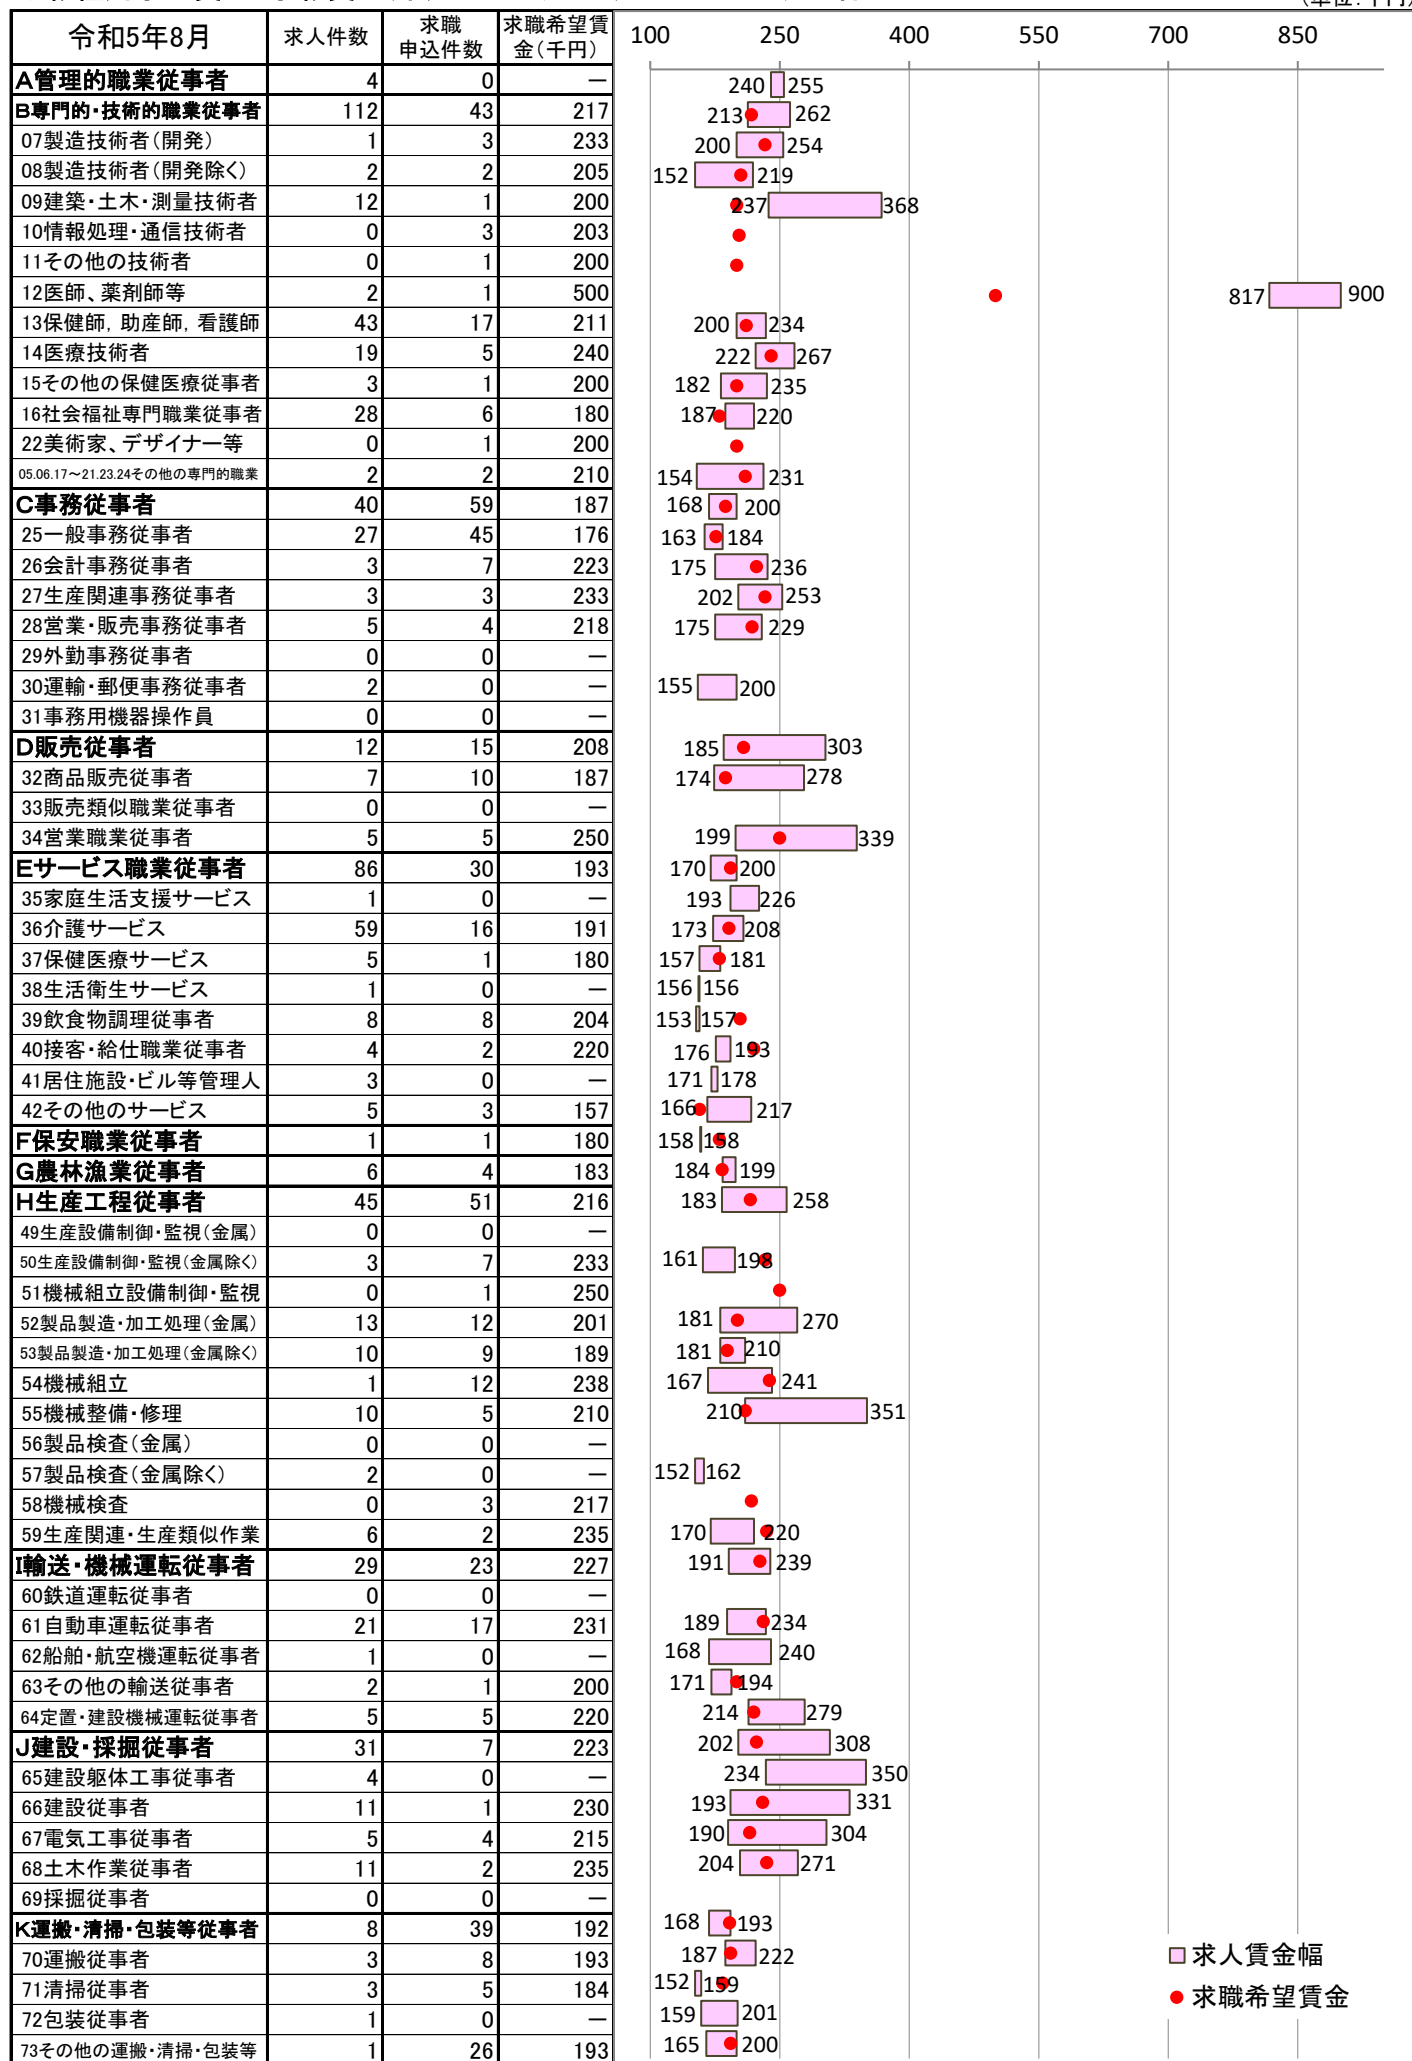 (単位:千円)
令和5年8月 求人件数 求職申込件数 求職希望賃金(千円) 100 250 400 550 700 850
A管理的職業従事者 4 0 － 240 255
B専門的・技術的職業従事者 112 43 217 213 262
07製造技術者(開発) 1 3 233 200 254
08製造技術者(開発除く) 2 2 205 152 219
09建築・土木・測量技術者 12 1 200 237 368
10情報処理・通信技術者 0 3 203
11その他の技術者 0 1 200
12医師、薬剤師等 2 1 500 817 900
13保健師，助産師，看護師 43 17 211 200 234
14医療技術者 19 5 240 222 267
15その他の保健医療従事者 3 1 200 182 235
16社会福祉専門職業従事者 28 6 180 187 220
22美術家、デザイナー等 0 1 200
05.06.17～21.23.24その他の専門的職業 2 2 210 154 231
C事務従事者 40 59 187 168 200
25一般事務従事者 27 45 176 163 184
26会計事務従事者 3 7 223 175 236
27生産関連事務従事者 3 3 233 202 253
28営業・販売事務従事者 5 4 218 175 229
29外勤事務従事者 0 0 －
30運輸・郵便事務従事者 2 0 － 155 200
31事務用機器操作員 0 0 －
D販売従事者 12 15 208 185 303
32商品販売従事者 7 10 187 174 278
33販売類似職業従事者 0 0 －
34営業職業従事者 5 5 250 199 339
Eサービス職業従事者 86 30 193 170 200
35家庭生活支援サービス 1 0 － 193 226
36介護サービス 59 16 191 173 208
37保健医療サービス 5 1 180 157 181
38生活衛生サービス 1 0 － 156 156
39飲食物調理従事者 8 8 204 153 157
40接客・給仕職業従事者 4 2 220 176 193
41居住施設・ビル等管理人 3 0 － 171 178
42その他のサービス 5 3 157 166 217
F保安職業従事者 1 1 180 158 158
G農林漁業従事者 6 4 183 184 199
H生産工程従事者 45 51 216 183 258
49生産設備制御・監視(金属) 0 0 －
50生産設備制御・監視(金属除く) 3 7 233 161 198
51機械組立設備制御・監視 0 1 250
52製品製造・加工処理(金属) 13 12 201 181 270
53製品製造・加工処理(金属除く) 10 9 189 181 210
54機械組立 1 12 238 167 241
55機械整備・修理 10 5 210 210 351
56製品検査(金属) 0 0 －
57製品検査(金属除く) 2 0 － 152 162
58機械検査 0 3 217
59生産関連・生産類似作業 6 2 235 170 220
I輸送・機械運転従事者 29 23 227 191 239
60鉄道運転従事者 0 0 －
61自動車運転従事者 21 17 231 189 234
62船舶・航空機運転従事者 1 0 － 168 240
63その他の輸送従事者 2 1 200 171 194
64定置・建設機械運転従事者 5 5 220 214 279
J建設・採掘従事者 31 7 223 202 308
65建設躯体工事従事者 4 0 － 234 350
66建設従事者 11 1 230 193 331
67電気工事従事者 5 4 215 190 304
68土木作業従事者 11 2 235 204 271
69採掘従事者 0 0 －
K運搬・清掃・包装等従事者 8 39 192 168 193
70運搬従事者 3 8 193 187 222
71清掃従事者 3 5 184 152 159
72包装従事者 1 0 － 159 201
73その他の運搬・清掃・包装等 1 26 193 165 200
求人賃金幅
求職希望賃金